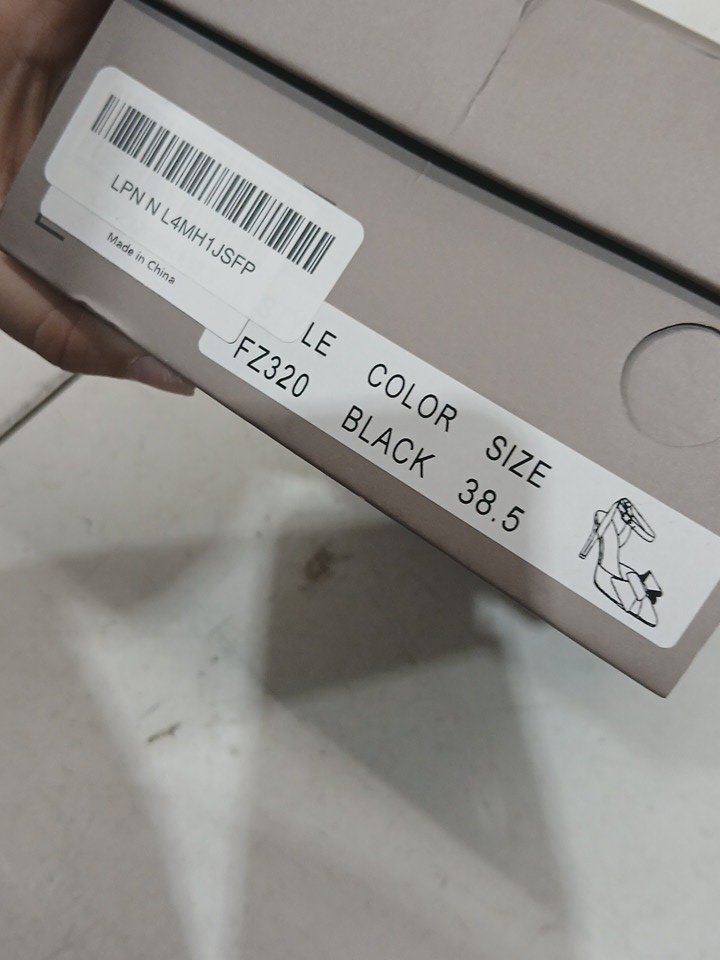 LPN N L4MH1JSFP
Made in China
LE COLOR SIZE
FZ320 BLACK 38.5